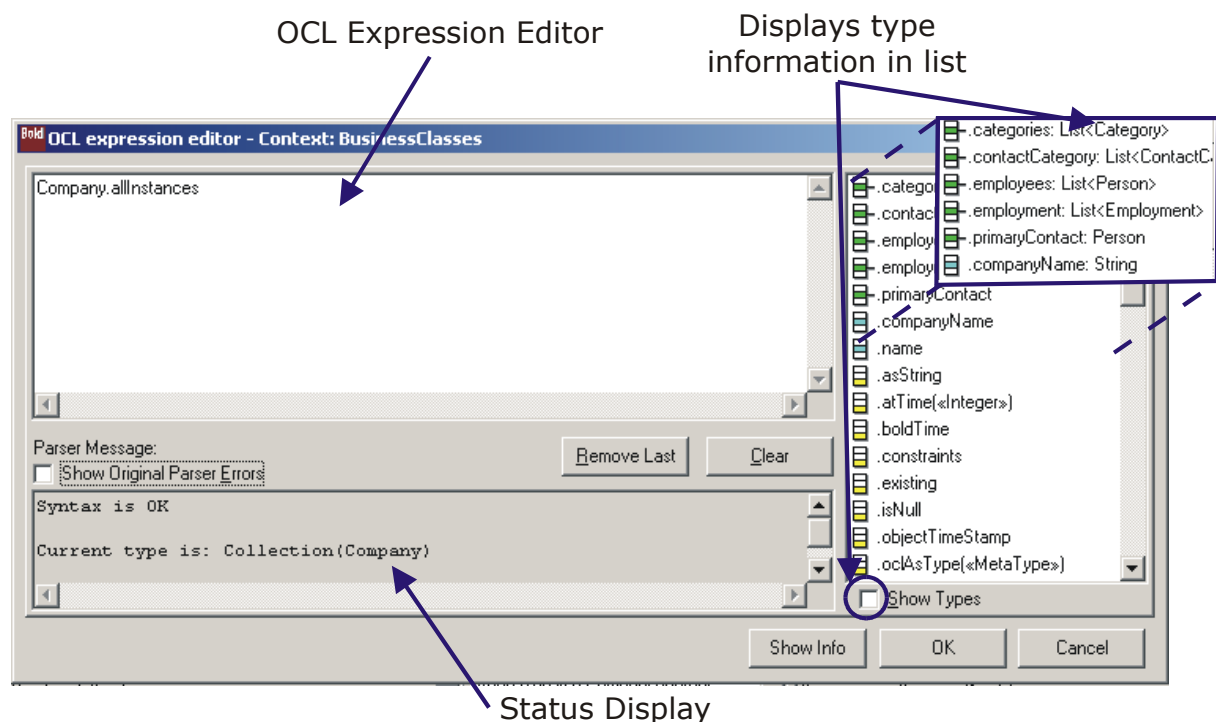 OCL Expression Editor
Displays type
information in list
Bold OCL expression editor - Context: BusinessClasses
Company.allInstances
.categories: List<Category>
.contactCategory: List<ContactC
.employees: List<Person>
.employment: List<Employment>
.primaryContact: Person
.companyName: String
.catego
.contac
.employ
.employ
.primaryContact
.companyName
.name
.asString
.atTime(«Integer»)
.boldTime
.constraints
.existing
.isNull
.objectTimeStamp
.oclAsType(«MetaType»)
Show Types
Parser Message:
Show Original Parser Errors
Remove Last
Clear
Syntax is OK
Current type is: Collection(Company)
Show Info
OK
Cancel
Status Display